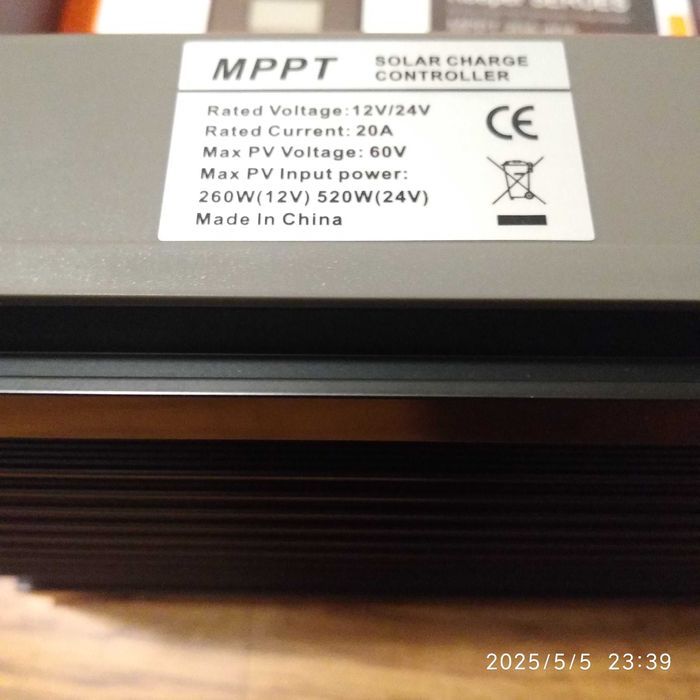 MPPT SOLAR CHARGE
CONTROLLER
Rated Voltage:12V/24V
Rated Current: 20A
Max PV Voltage: 60V
Max PV Input power:
260W(12V) 520W(24V)
Made In China
CE
2025/5/5 23:39